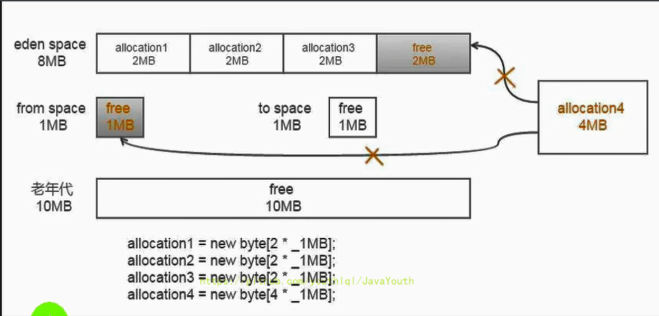 eden space
8MB
allocation1
2MB
allocation2
2MB
allocation3
2MB
free
2MB
from space
1MB
free
1MB
to space
1MB
free
1MB
allocation4
4MB
老年代
10MB
free
10MB
allocation1 = new byte[2 * _1MB];
allocation2 = new byte[2 * _1MB];
allocation3 = new byte[2 * _1MB];
allocation4 = new byte[4 * _1MB];
/JavaYouth